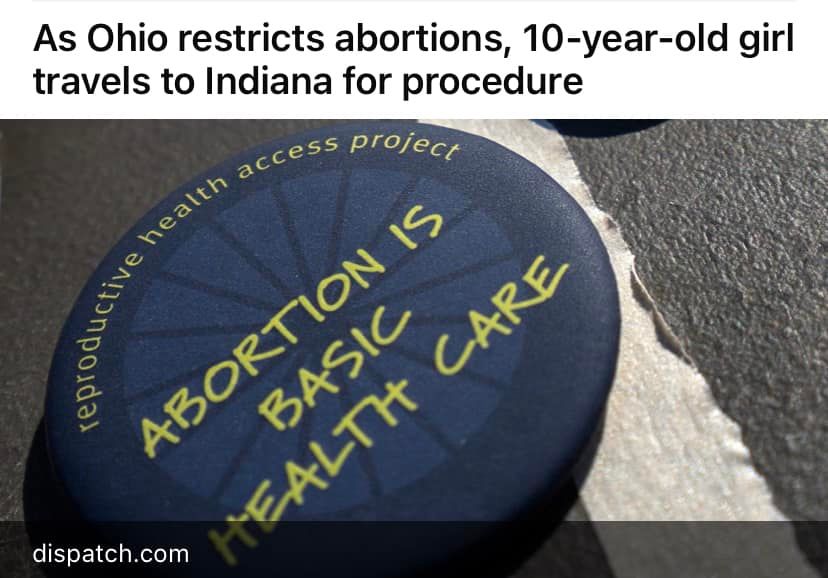 As Ohio restricts abortions, 10-year-old girl
travels to Indiana for procedure
reproductive health access project
ABORTION IS
BASIC
HEALTH CARE
dispatch.com